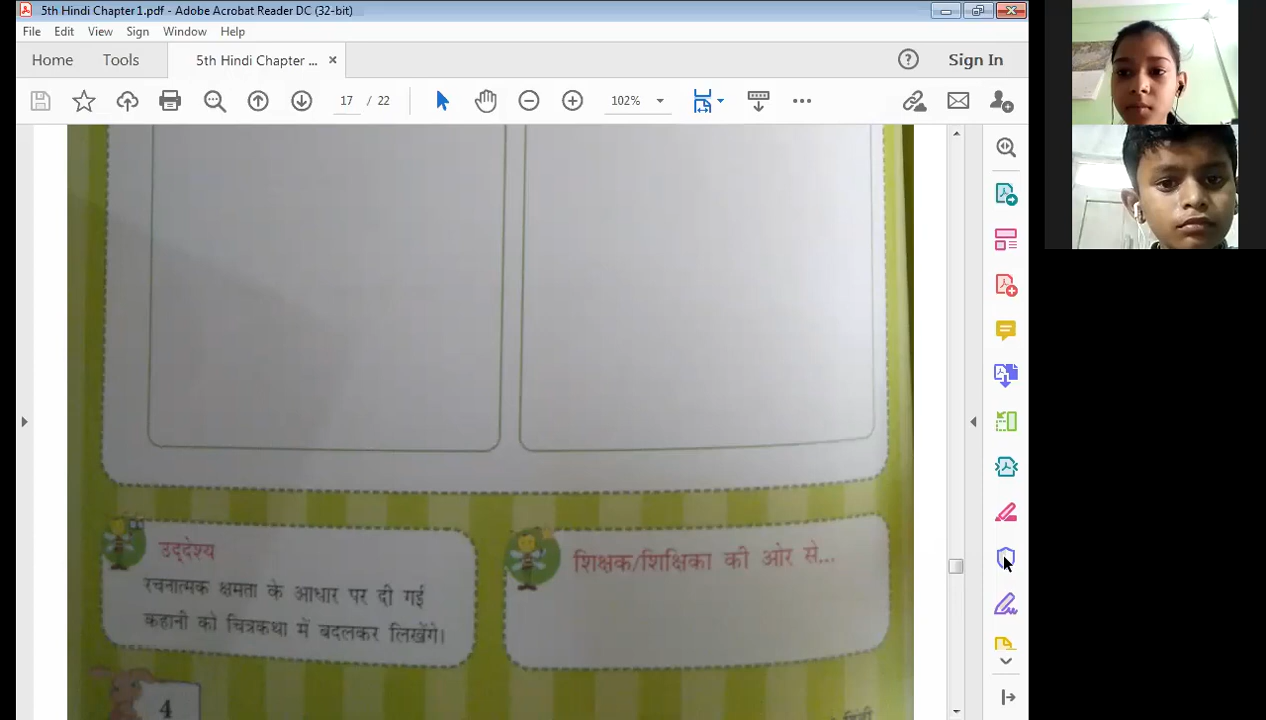 5th Hindi Chapter 1.pdf - Adobe Acrobat Reader DC (32-bit)
File Edit View Sign Window Help
Home Tools 5th Hindi Chapter ... × Sign In
17 / 22 102%
उद्देश्य
रचनात्मक क्षमता के आधार पर दी गई
कहानी को चित्रकथा में बदलकर लिखेंगे।
शिक्षक/शिक्षिका की ओर से...
4